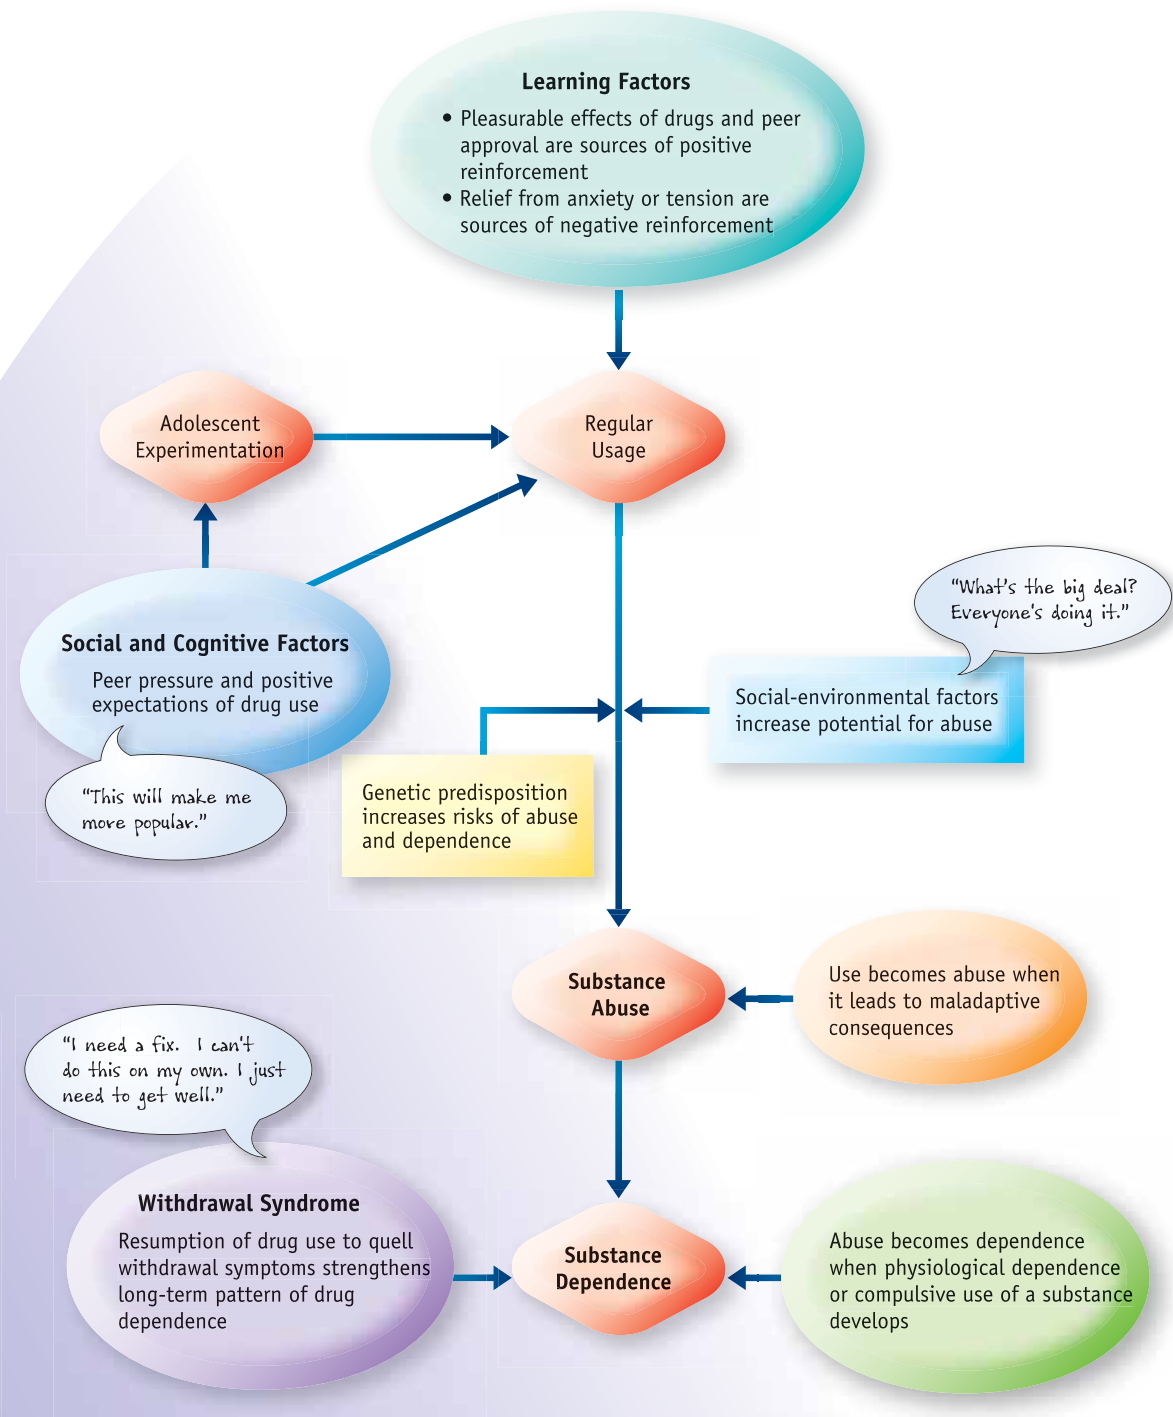 Learning Factors
• Pleasurable effects of drugs and peer
approval are sources of positive
reinforcement
• Relief from anxiety or tension are
sources of negative reinforcement
Adolescent
Experimentation
Regular
Usage
"What's the big deal?
Everyone's doing it."
Social and Cognitive Factors
Peer pressure and positive
expectations of drug use
Social-environmental factors
increase potential for abuse
"This will make me
more popular."
Genetic predisposition
increases risks of abuse
and dependence
Substance
Abuse
Use becomes abuse when
it leads to maladaptive
consequences
"I need a fix. I can't
do this on my own. I just
need to get well."
Withdrawal Syndrome
Resumption of drug use to quell
withdrawal symptoms strengthens
long-term pattern of drug
dependence
Substance
Dependence
Abuse becomes dependence
when physiological dependence
or compulsive use of a substance
develops